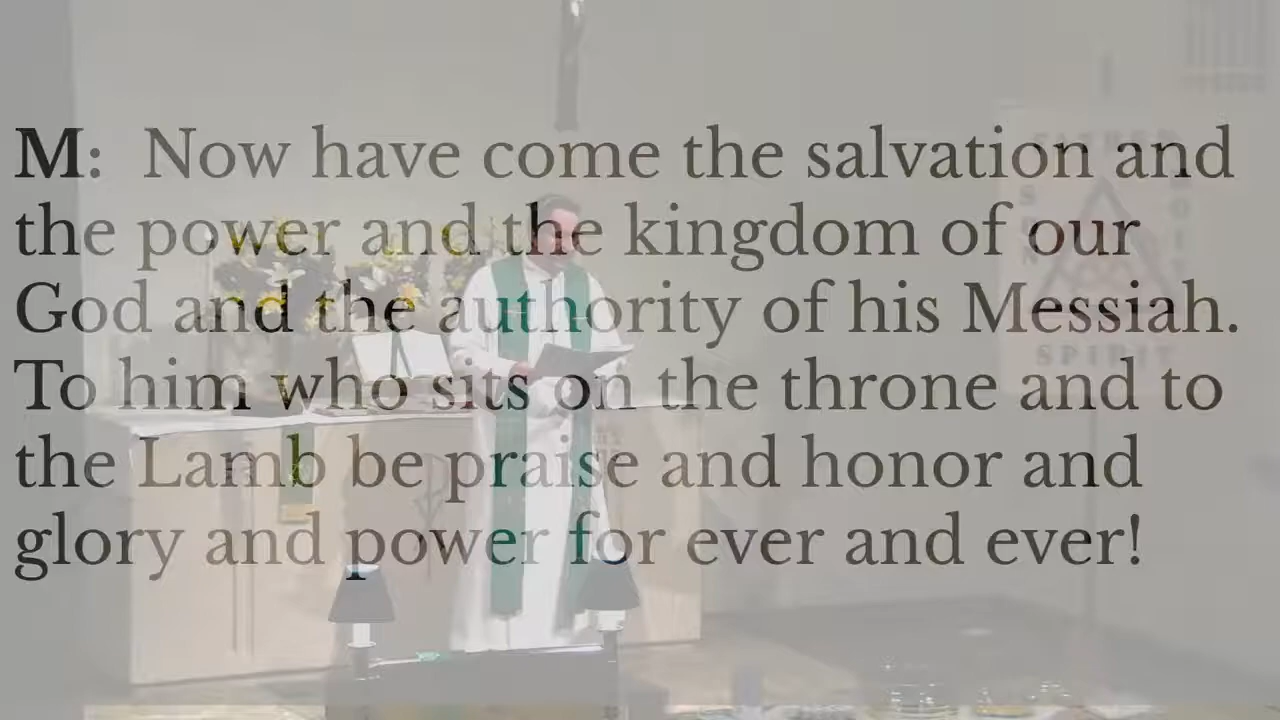 M: Now have come the salvation and
the power and the kingdom of our
God and the authority of his Messiah.
To him who sits on the throne and to
the Lamb be praise and honor and
glory and power for ever and ever!
FATHER
SPIRIT